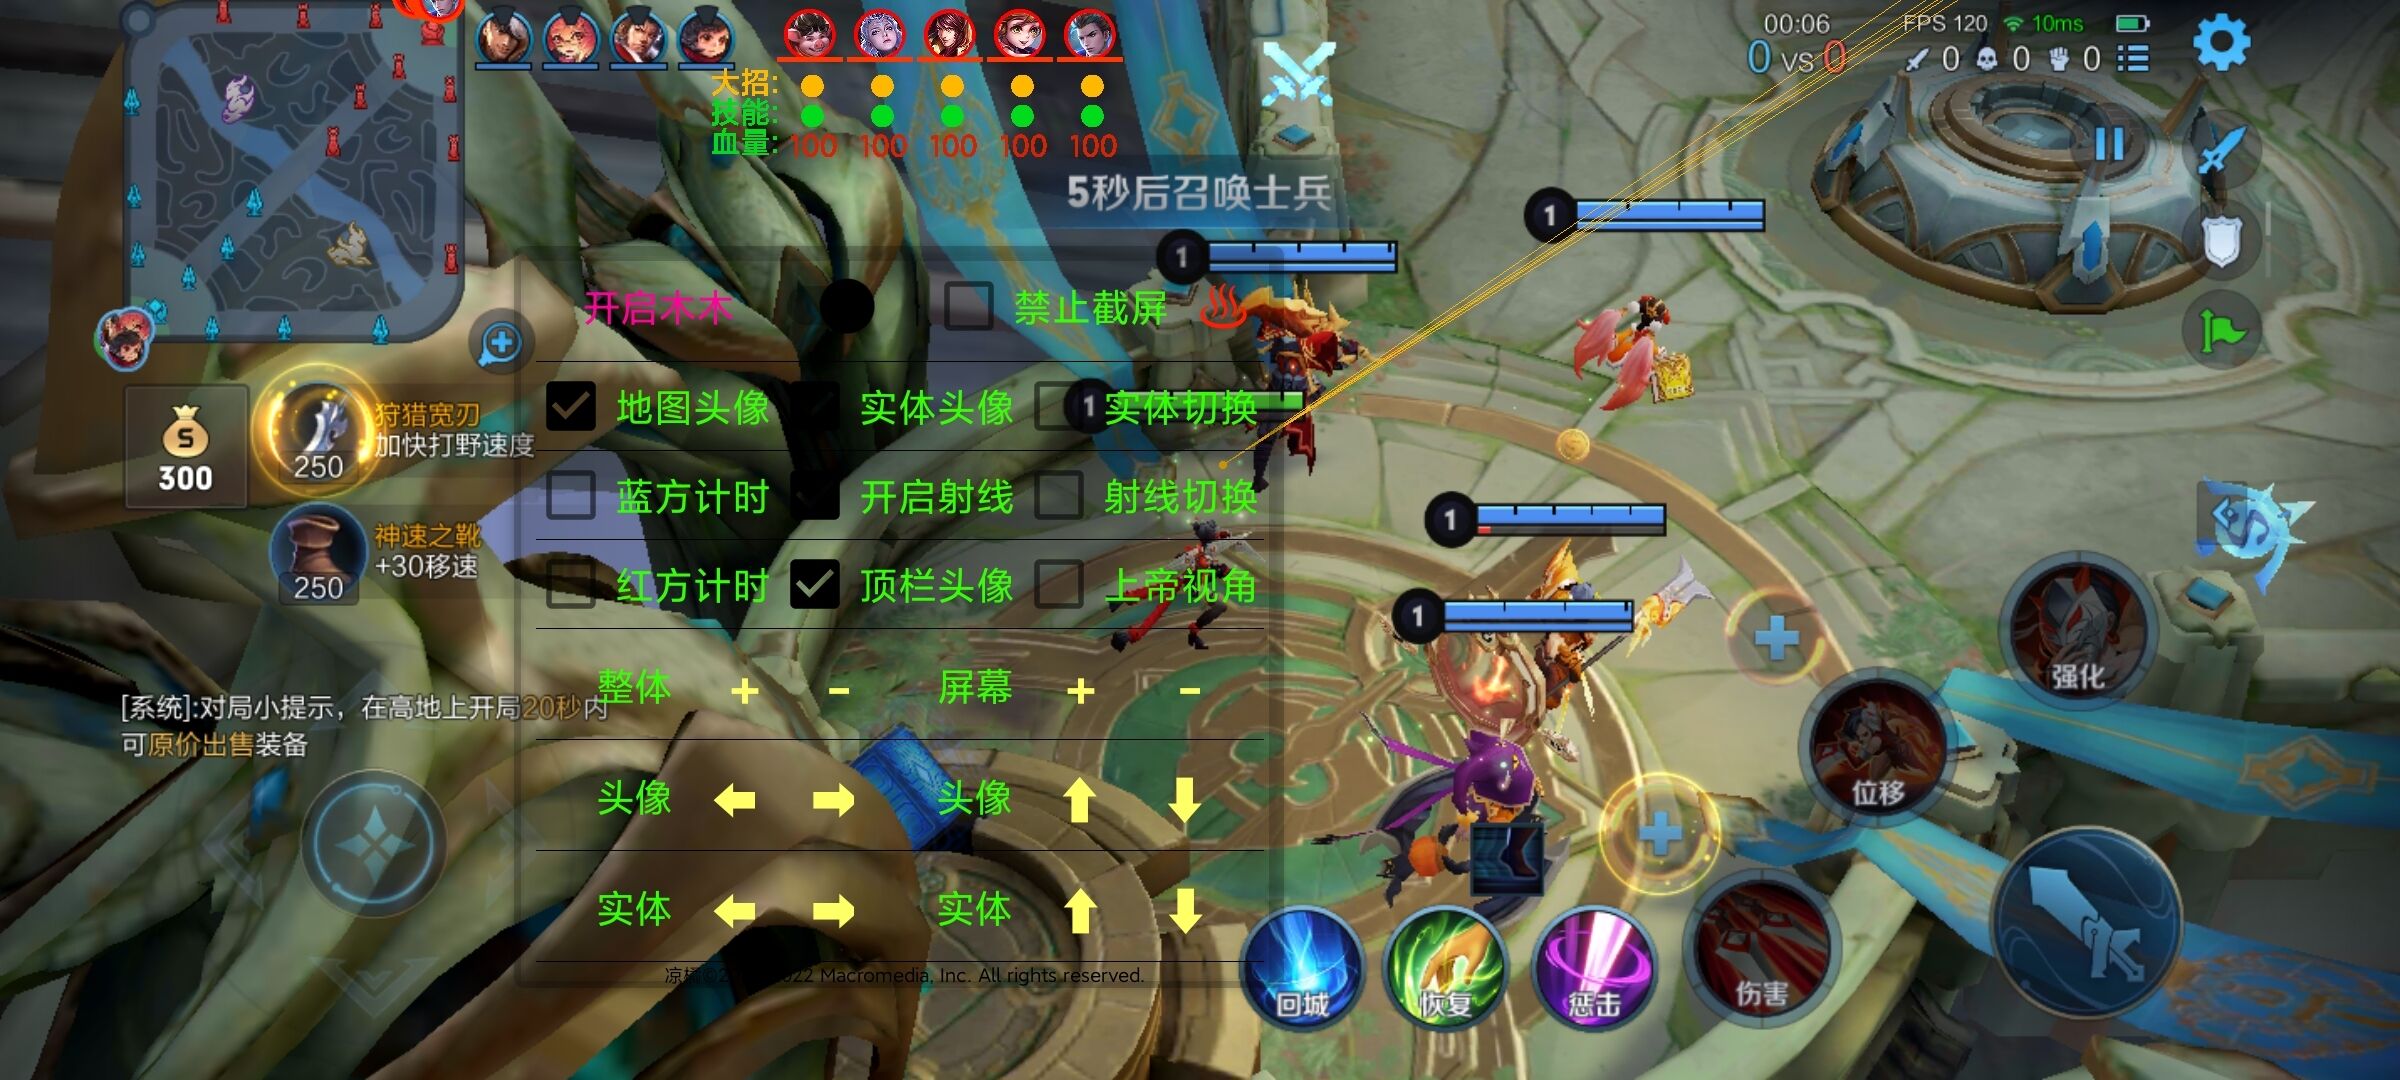 00:06
FPS 120
10ms
0 VS 0
0
0
0
大招:
技能:
血量:
100 100 100 100 100
5秒后召唤士兵
1
1
开启木木
禁止截屏
地图头像
实体头像
1
实体切换
狩猎宽刃
加快打野速度
S
300
250
蓝方计时
开启射线
射线切换
1
神速之靴
+30移速
250
红方计时
顶栏头像
上帝视角
1
强化
整体
+
-
屏幕
+
-
[系统]:对局小提示，在高地上开局20秒内
可原价出售装备
位移
头像
头像
实体
实体
22 Macromedia, Inc. All rights reserved.
回城
恢复
惩击
伤害